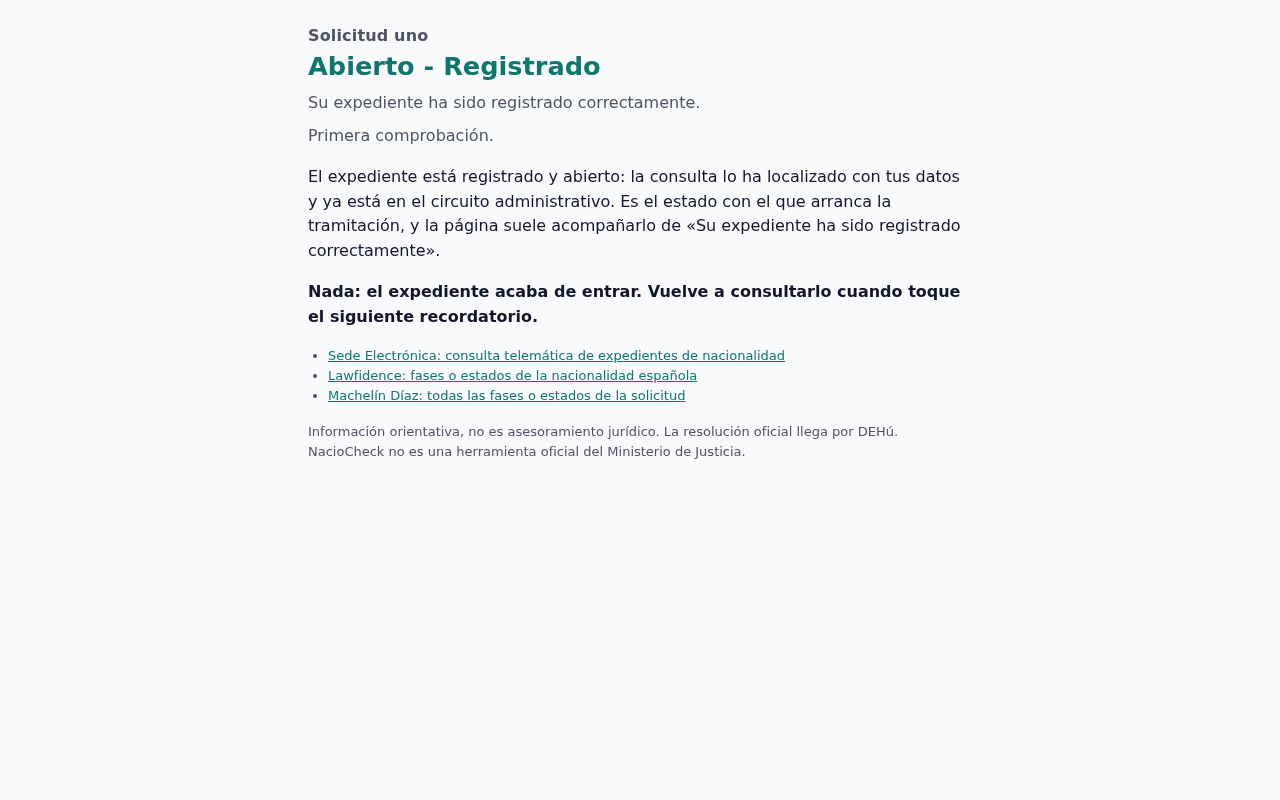 Solicitud uno
Abierto - Registrado
Su expediente ha sido registrado correctamente.
Primera comprobación.
El expediente está registrado y abierto: la consulta lo ha localizado con tus datos
y ya está en el circuito administrativo. Es el estado con el que arranca la
tramitación, y la página suele acompañarlo de «Su expediente ha sido registrado
correctamente».
Nada: el expediente acaba de entrar. Vuelve a consultarlo cuando toque
el siguiente recordatorio.
Sede Electrónica: consulta telemática de expedientes de nacionalidad
Lawfidence: fases o estados de la nacionalidad española
Machelín Díaz: todas las fases o estados de la solicitud
Información orientativa, no es asesoramiento jurídico. La resolución oficial llega por DEHú.
NacioCheck no es una herramienta oficial del Ministerio de Justicia.